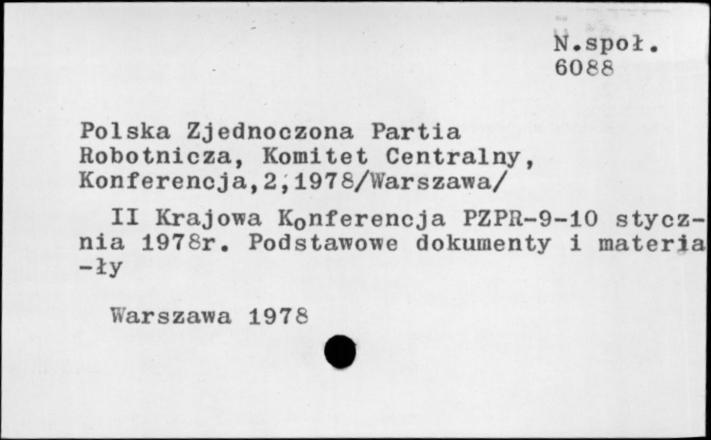 N.społ.
6088
Polska Zjednoczona Partia
Robotnicza, Komitet Centralny,
Konferencja,2,1978/Warszawa/
II Krajowa Konferencja PZPR-9-10 stycz-
nia 1978r. Podstawowe dokumenty i materia
-ły
Warszawa 1978